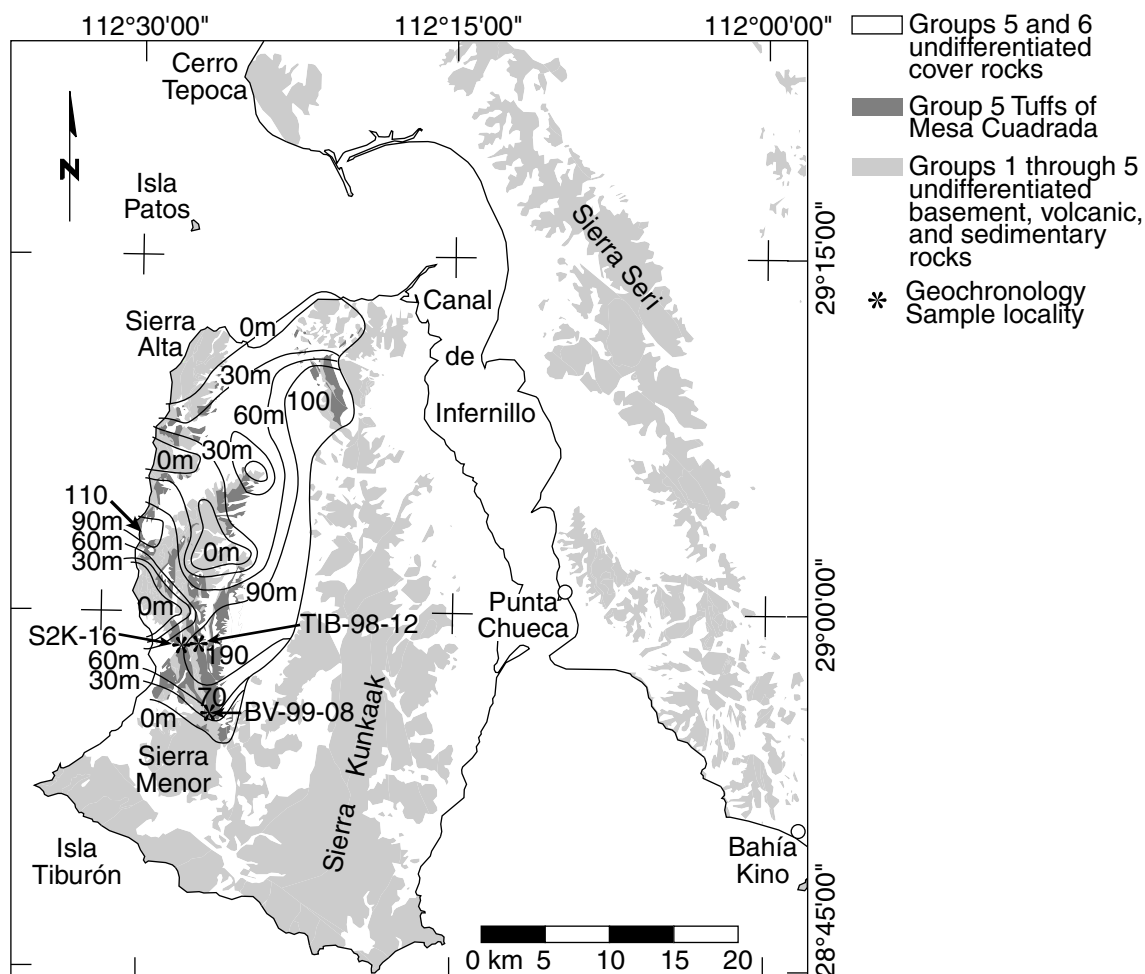 112°30'00"
112°15'00"
112°00'00"
Groups 5 and 6
undifferentiated
cover rocks
Group 5 Tuffs of
Mesa Cuadrada
Groups 1 through 5
undifferentiated
basement, volcanic,
and sedimentary
rocks
Geochronology
Sample locality
Cerro
Tepoca
N
Isla
Patos
Sierra Seri
29°15'00"
Canal
de
Infernillo
Sierra
Alta
0m
30m
60m
100
30m
0m
110
90m
60m
30m
0m
90m
0m
Punta
Chueca
29°00'00"
S2K-16
TIB-98-12
190
60m
30m
70
0m
BV-99-08
Sierra
Menor
Sierra Kunkaak
Isla
Tiburón
Bahía
Kino
28°45'00"
0 km 5 10 15 20